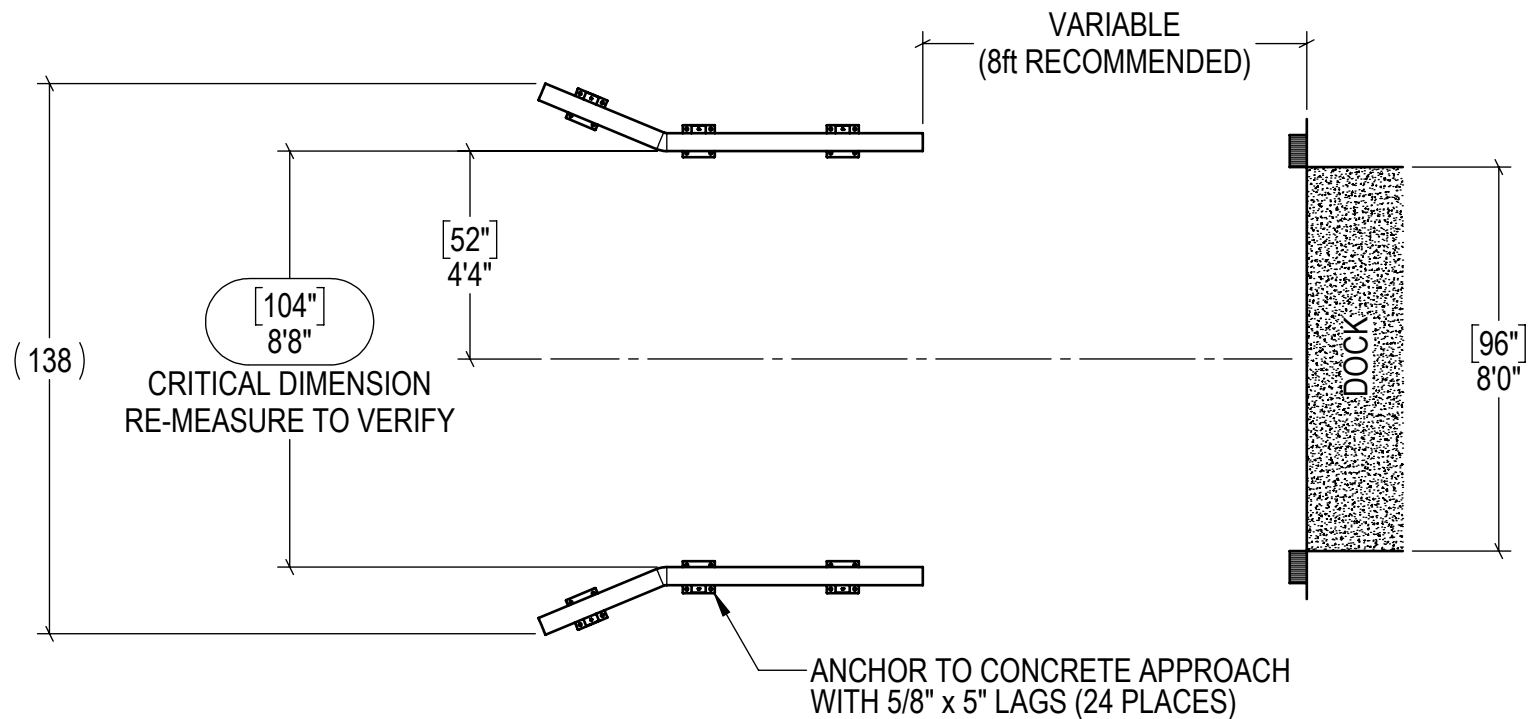 VARIABLE
(8ft RECOMMENDED)
[52"]
4'4"
[104"]
8'8"
(138)
CRITICAL DIMENSION
RE-MEASURE TO VERIFY
DOCK
[96"]
8'0"
ANCHOR TO CONCRETE APPROACH
WITH 5/8" x 5" LAGS (24 PLACES)